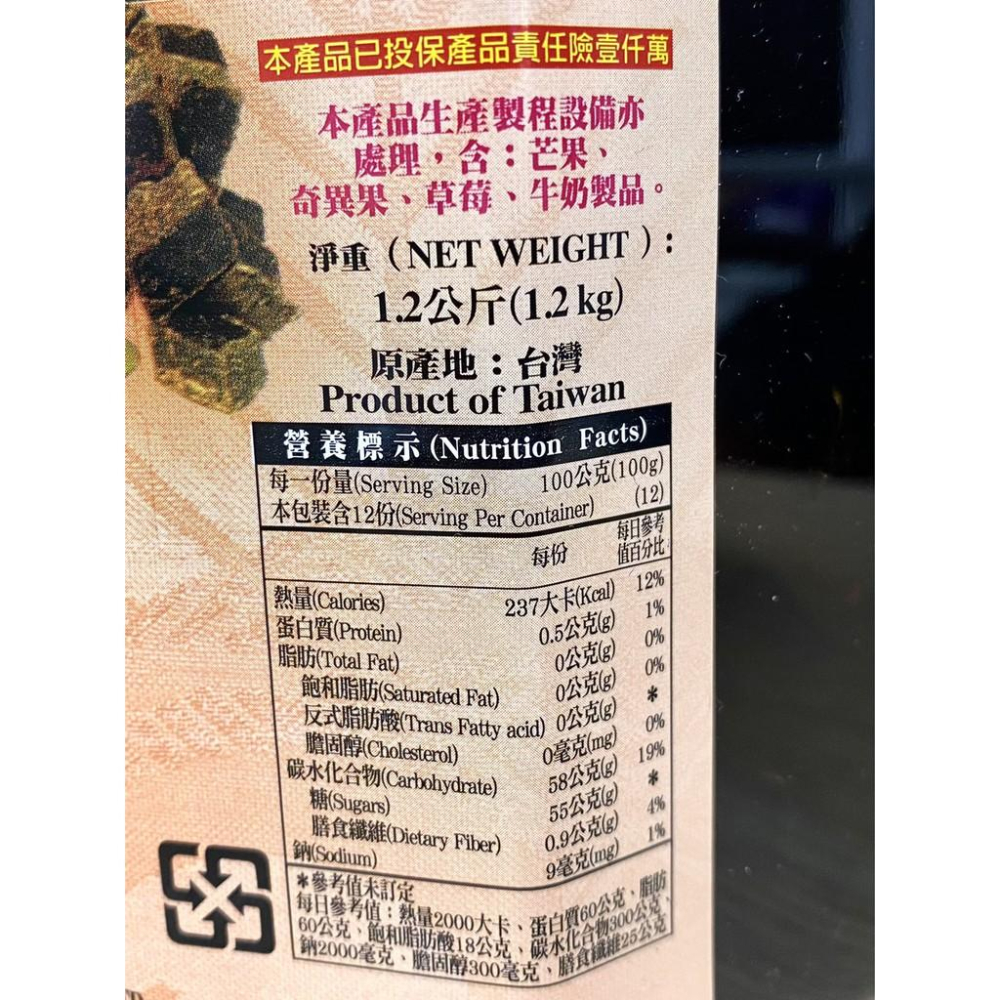 本產品已投保產品責任險壹仟萬
本產品生產製程設備亦
處理，含：芒果、
奇異果、草莓、牛奶製品。
淨重（NET WEIGHT）：
1.2公斤(1.2 kg)
原產地：台灣
Product of Taiwan
營養標示(Nutrition Facts)
每一份量(Serving Size) 100公克(100g)
本包裝含12份(Serving Per Container) (12)
每份 每日參考
值百分比
熱量(Calories) 237大卡(Kcal) 12%
蛋白質(Protein) 0.5公克(g) 1%
脂肪(Total Fat) 0公克(g) 0%
飽和脂肪(Saturated Fat) 0公克(g) 0%
反式脂肪酸(Trans Fatty acid) 0公克(g) *
膽固醇(Cholesterol) 0毫克(mg) 0%
碳水化合物(Carbohydrate) 58公克(g) 19%
糖(Sugars) 55公克(g) *
膳食纖維(Dietary Fiber) 0.9公克(g) 4%
鈉(Sodium) 9毫克(mg) 1%
*參考值未訂定
每日參考值：熱量2000大卡、蛋白質60公克、脂肪
60公克、飽和脂肪酸18公克、碳水化合物300公克、
鈉2000毫克、膽固醇300毫克、膳食纖維25公克